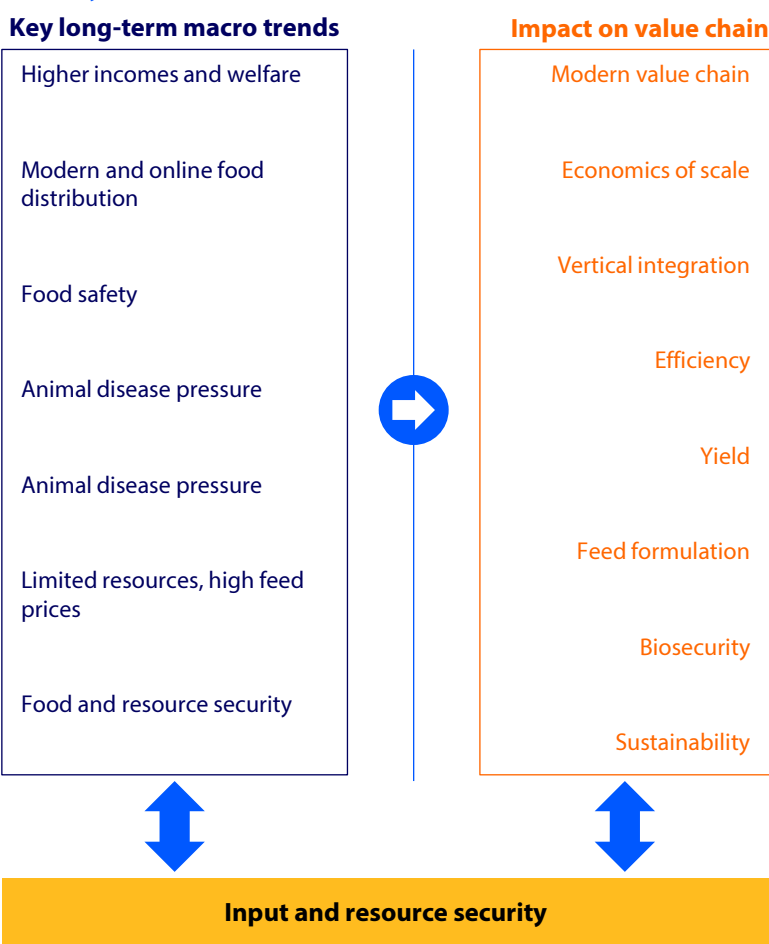 Key long-term macro trends
Higher incomes and welfare
Modern and online food
distribution
Food safety
Animal disease pressure
Animal disease pressure
Limited resources, high feed
prices
Food and resource security
Impact on value chain
Modern value chain
Economics of scale
Vertical integration
Efficiency
Yield
Feed formulation
Biosecurity
Sustainability
Input and resource security